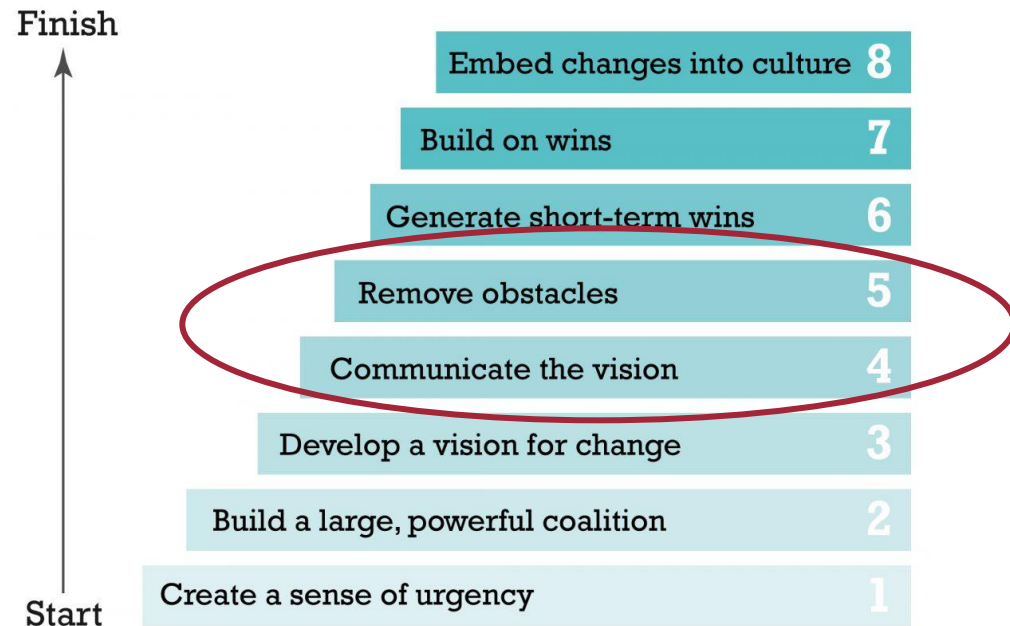 Finish
Embed changes into culture 8
Build on wins 7
Generate short-term wins 6
Remove obstacles 5
Communicate the vision 4
Develop a vision for change 3
Build a large, powerful coalition 2
Create a sense of urgency 1
Start